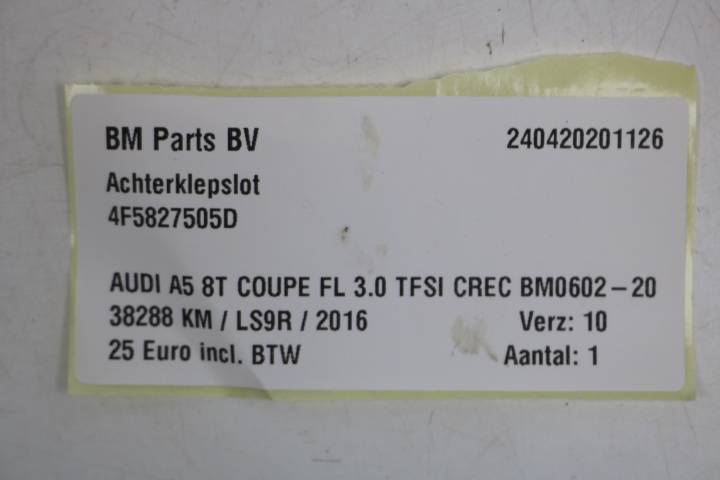 BM Parts BV 240420201126
Achterklepslot
4F5827505D
AUDI A5 8T COUPE FL 3.0 TFSI CREC BM0602-20
38288 KM / LS9R / 2016 Verz: 10
25 Euro incl. BTW Aantal: 1